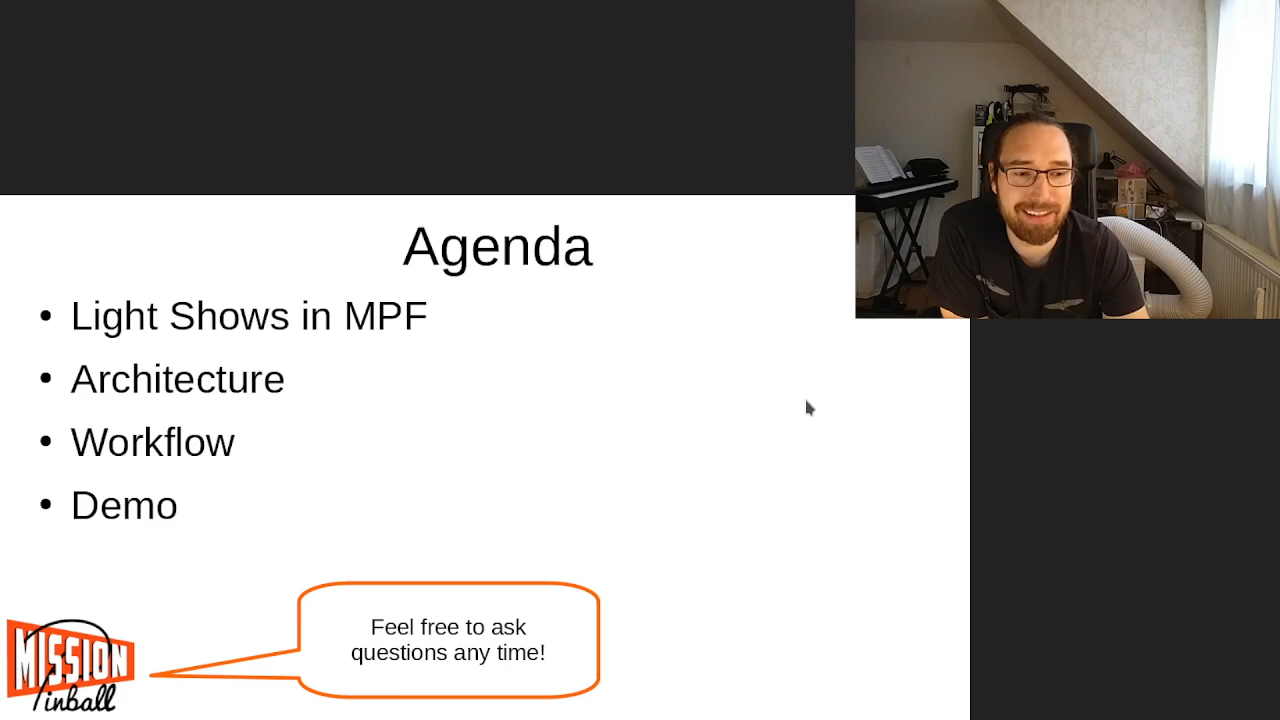 Agenda
• Light Shows in MPF
• Architecture
• Workflow
• Demo
Feel free to ask
questions any time!
MISSION
Pinball